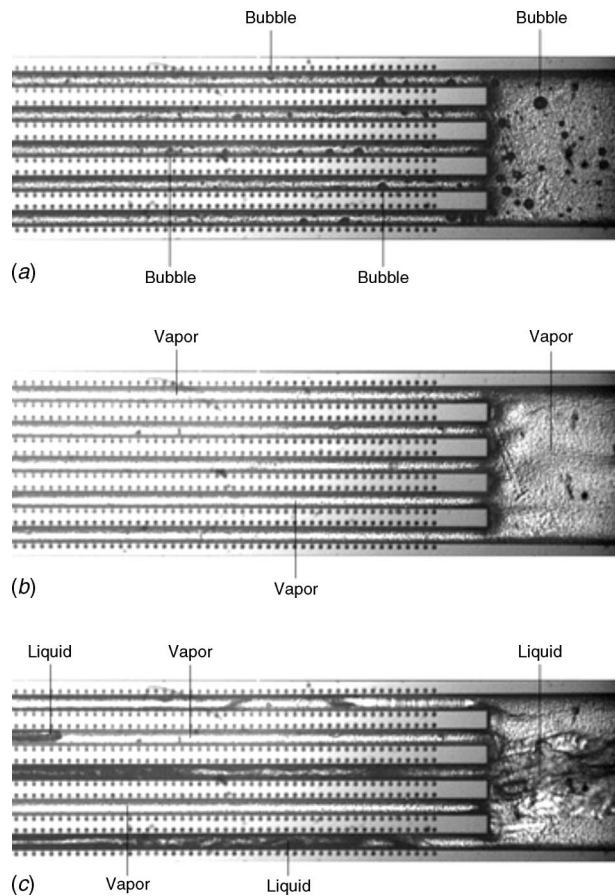 Bubble Bubble
(a)
Bubble Bubble
Vapor Vapor
(b)
Vapor
Liquid Vapor Liquid
(c)
Vapor Liquid